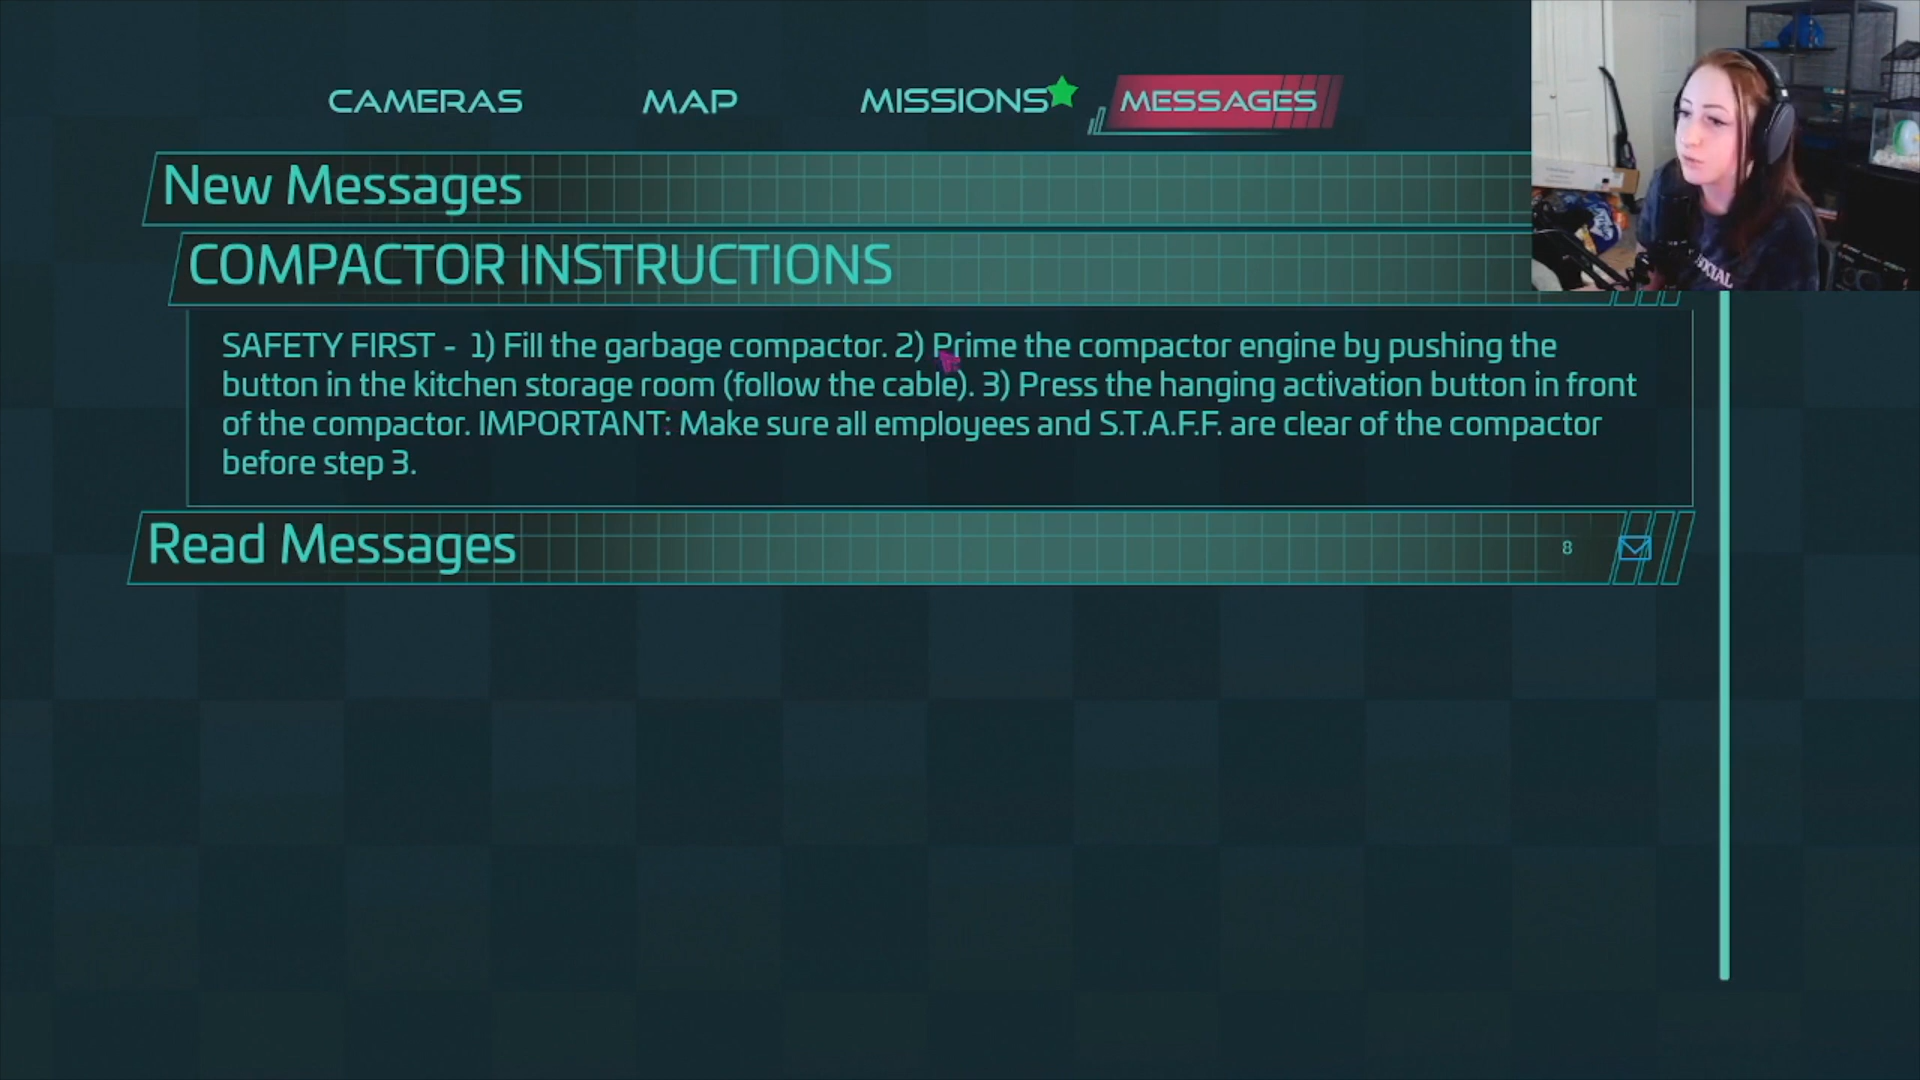 CAMERAS MAP MISSIONS MESSAGES
New Messages
COMPACTOR INSTRUCTIONS
SAFETY FIRST - 1) Fill the garbage compactor. 2) Prime the compactor engine by pushing the
button in the kitchen storage room (follow the cable). 3) Press the hanging activation button in front
of the compactor. IMPORTANT: Make sure all employees and S.T.A.F.F. are clear of the compactor
before step 3.
Read Messages 8